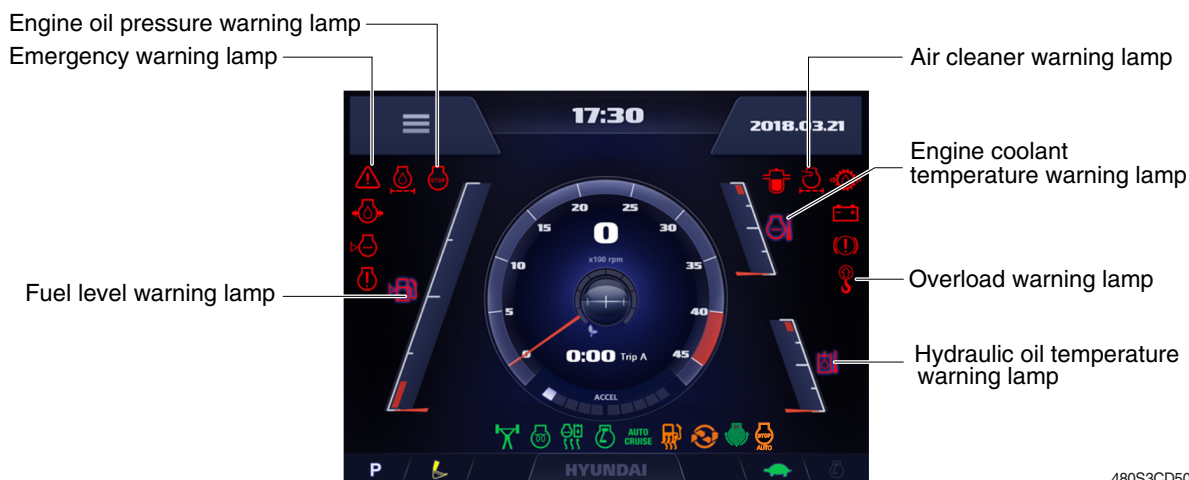 Engine oil pressure warning lamp
Emergency warning lamp
Air cleaner warning lamp
Engine coolant
temperature warning lamp
Overload warning lamp
Hydraulic oil temperature
warning lamp
Fuel level warning lamp
17:30
2018.03.21
STOP
20
25
15
0
30
x100 rpm
10
35
5
40
0
0:00 Trip A
45
ACCEL
AUTO
CRUISE
STOP
AUTO
P
HYUNDAI
480S3CD50